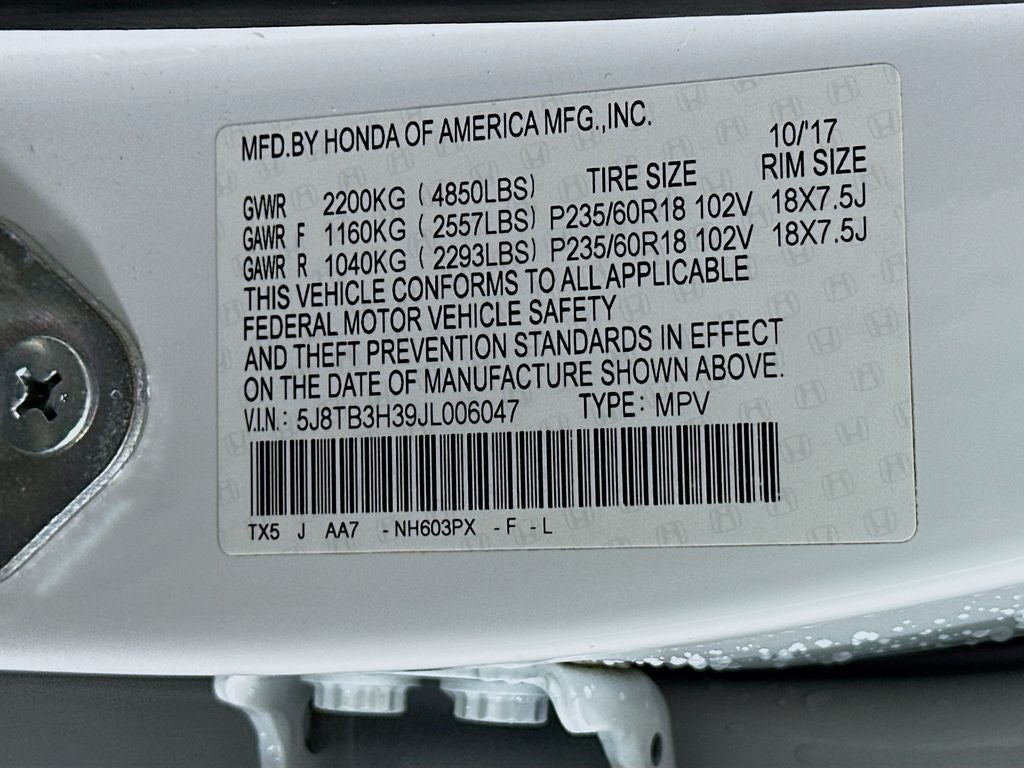 MFD.BY HONDA OF AMERICA MFG.,INC.
10/'17
TIRE SIZE RIM SIZE
GVWR 2200KG ( 4850LBS)
GAWR F 1160KG ( 2557LBS) P235/60R18 102V 18X7.5J
GAWR R 1040KG ( 2293LBS) P235/60R18 102V 18X7.5J
THIS VEHICLE CONFORMS TO ALL APPLICABLE
FEDERAL MOTOR VEHICLE SAFETY
AND THEFT PREVENTION STANDARDS IN EFFECT
ON THE DATE OF MANUFACTURE SHOWN ABOVE.
V.I.N.: 5J8TB3H39JL006047 TYPE: MPV
TX5 J AA7 -NH603PX -F -L